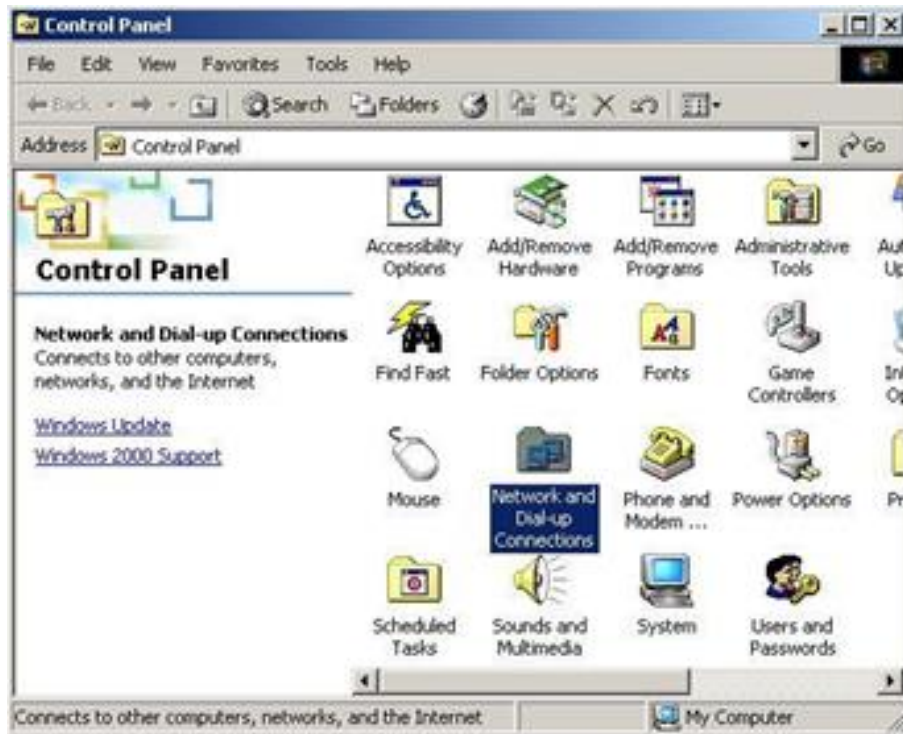 Control Panel
File Edit View Favorites Tools Help
Back Search Folders
Address Control Panel Go
Control Panel
Network and Dial-up Connections
Connects to other computers,
networks, and the Internet
Windows Update
Windows 2000 Support
Accessibility
Options
Add/Remove
Hardware
Add/Remove
Programs
Administrative
Tools
Find Fast
Folder Options
Fonts
Game
Controllers
Mouse
Network and
Dial-up
Connections
Phone and
Modem ...
Power Options
Scheduled
Tasks
Sounds and
Multimedia
System
Users and
Passwords
Connects to other computers, networks, and the Internet
My Computer